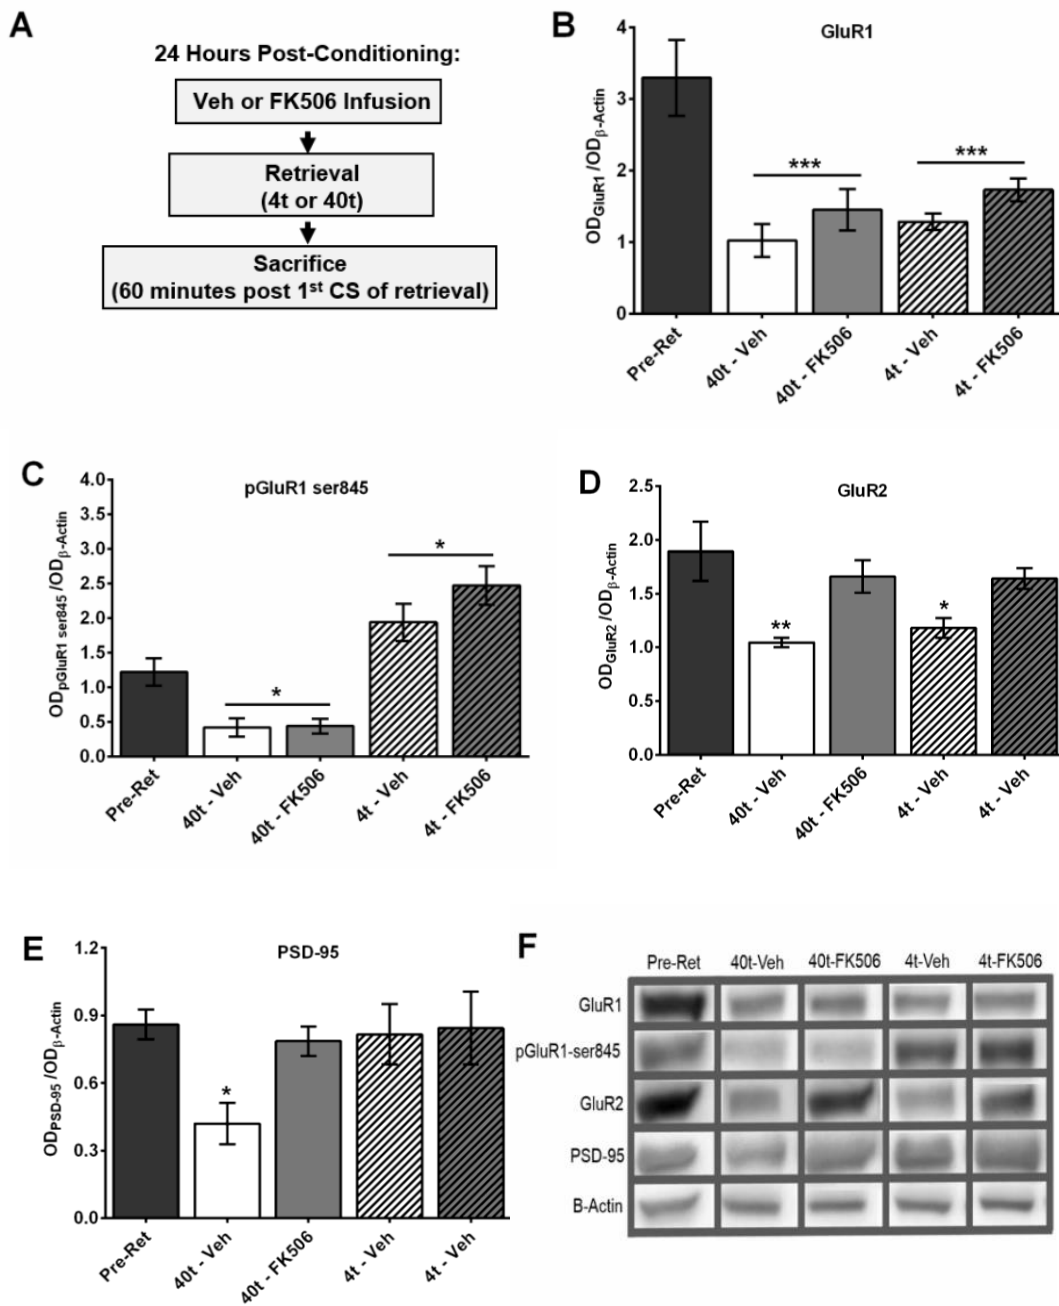 A
24 Hours Post-Conditioning:
Veh or FK506 Infusion
Retrieval
(4t or 40t)
Sacrifice
(60 minutes post 1st CS of retrieval)
B
GluR1
ODGluR1 /ODβ-Actin
4
3
2
1
0
***
***
Pre-Ret
40t - Veh
40t - FK506
4t - Veh
4t - FK506
C
pGluR1 ser845
ODpGluR1 ser845 /ODβ-Actin
4.0
3.5
3.0
2.5
2.0
1.5
1.0
0.5
0.0
*
*
Pre-Ret
40t - Veh
40t - FK506
4t - Veh
4t - FK506
D
GluR2
ODGluR2 /ODβ-Actin
2.5
2.0
1.5
1.0
0.5
0.0
**
*
Pre-Ret
40t - Veh
40t - FK506
4t - Veh
4t - Veh
E
PSD-95
ODPSD-95 /ODβ-Actin
1.2
0.9
0.6
0.3
0.0
*
Pre-Ret
40t - Veh
40t - FK506
4t - Veh
4t - Veh
F
Pre-Ret 40t-Veh 40t-FK506 4t-Veh 4t-FK506
GluR1
pGluR1-ser845
GluR2
PSD-95
B-Actin